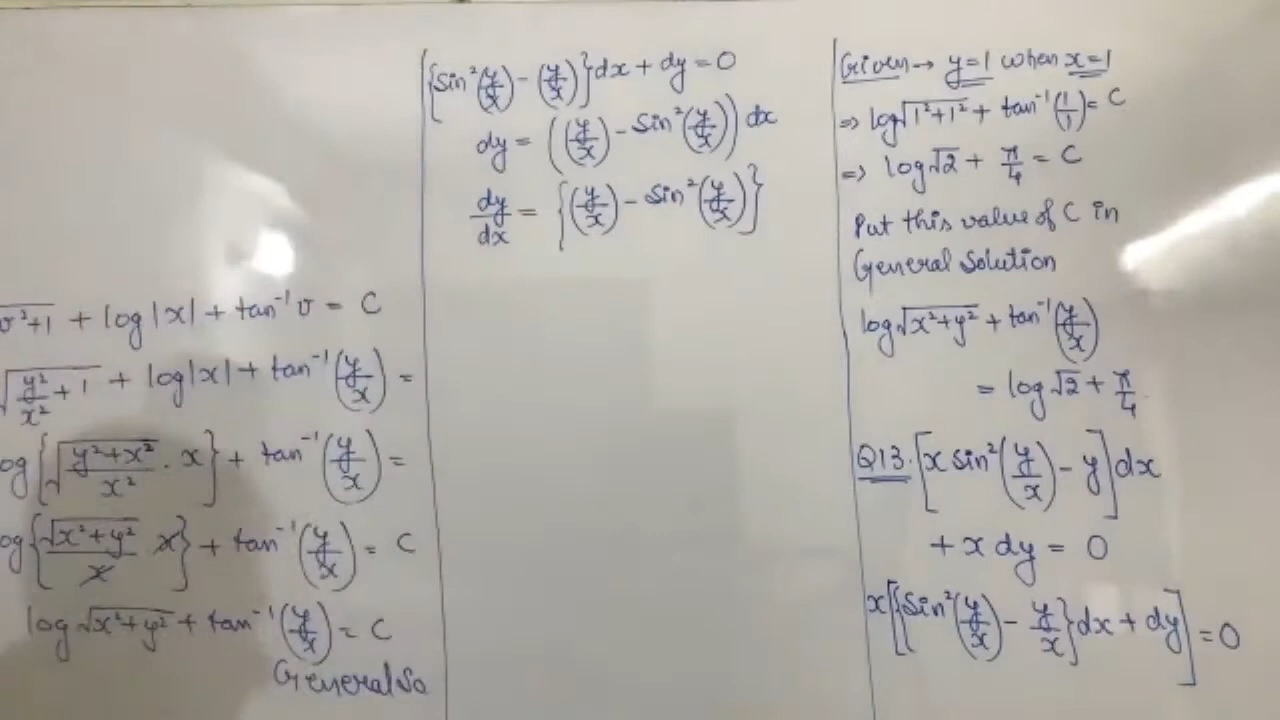 √v²+1 + log|x| + tan⁻¹ v = C
√(y²/x² + 1) + log|x| + tan⁻¹(y/x) =
og{√((y²+x²)/x²) . x} + tan⁻¹(y/x) =
og{(√x²+y²/x) x} + tan⁻¹(y/x) = C
log √x²+y² + tan⁻¹(y/x) = C
General So
{Sin²(y/x) - (y/x)}dx + dy = 0
dy = ((y/x) - Sin²(y/x)) dx
dy/dx = {(y/x) - Sin²(y/x)}
Given → y=1 when x=1
⇒ log√1²+1² + tan⁻¹(1/1) = C
⇒ log√2 + π/4 = C
Put this value of C in
General Solution
log√x²+y² + tan⁻¹(y/x)
= log√2 + π/4
Q13. [x sin²(y/x) - y]dx
+ x dy = 0
x[{Sin²(y/x) - y/x}dx + dy] = 0